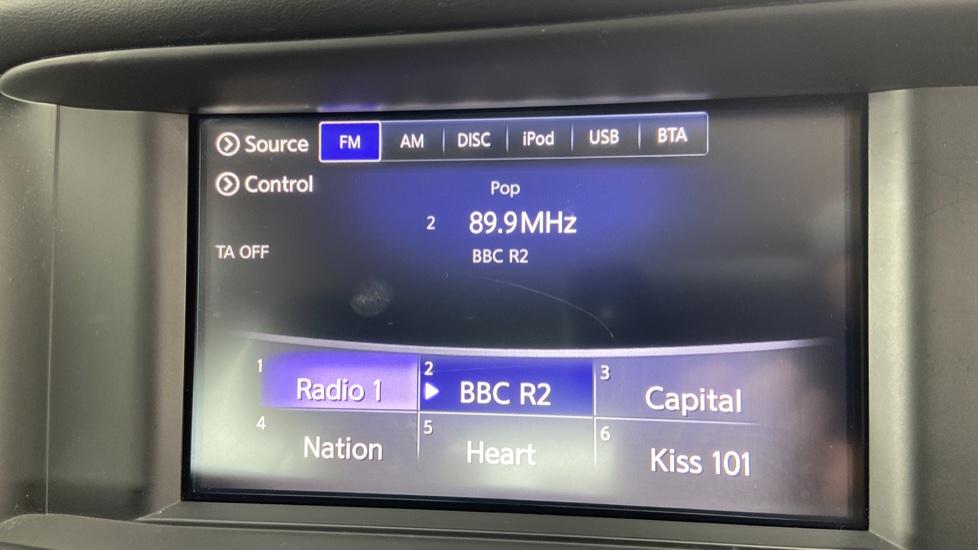 Source FM AM DISC iPod USB BTA
Control
Pop
2 89.9MHz
TA OFF
BBC R2
1 Radio 1 2 BBC R2 3 Capital
4 Nation 5 Heart 6 Kiss 101